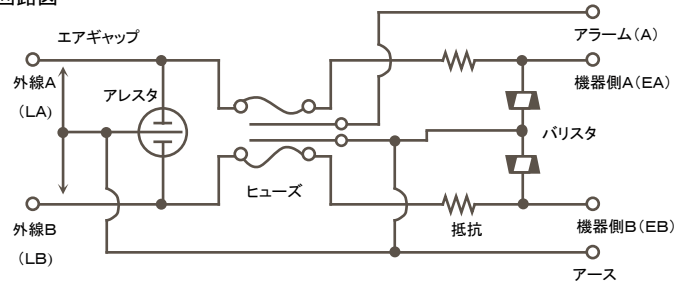 回路図
エアギャップ
外線A
(LA)
アレスタ
外線B
(LB)
ヒューズ
抵抗
バリスタ
アラーム(A)
機器側A(EA)
機器側B(EB)
アース